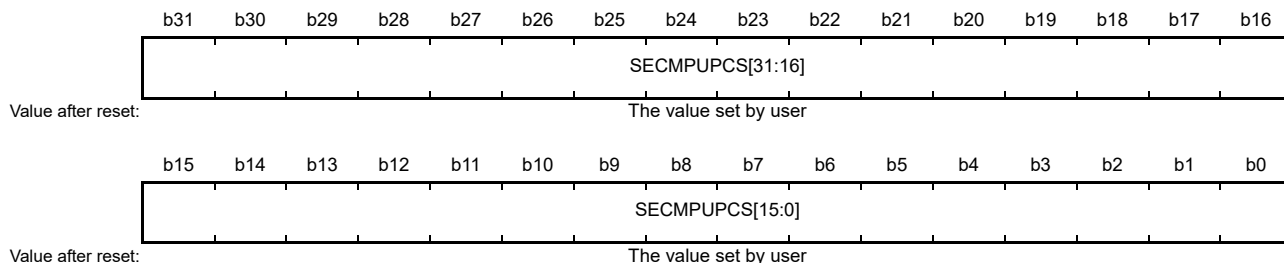 b31 b30 b29 b28 b27 b26 b25 b24 b23 b22 b21 b20 b19 b18 b17 b16
SECMPUPCS[31:16]
Value after reset: The value set by user
b15 b14 b13 b12 b11 b10 b9 b8 b7 b6 b5 b4 b3 b2 b1 b0
SECMPUPCS[15:0]
Value after reset: The value set by user